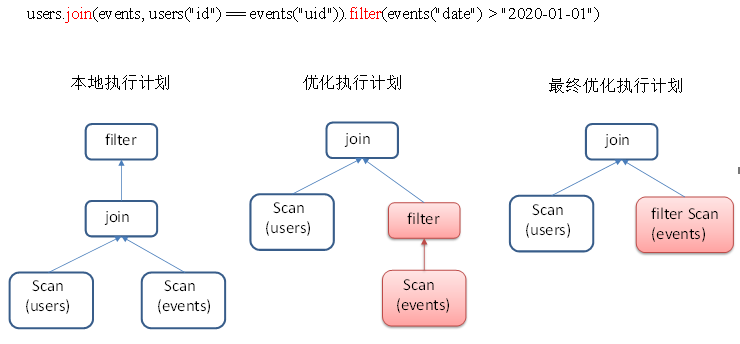 users.join(events, users("id") == events("uid")).filter(events("date") > "2020-01-01")
本地执行计划
filter
join
Scan
(users)
Scan
(events)
优化执行计划
join
Scan
(users)
filter
Scan
(events)
最终优化执行计划
join
Scan
(users)
filter Scan
(events)